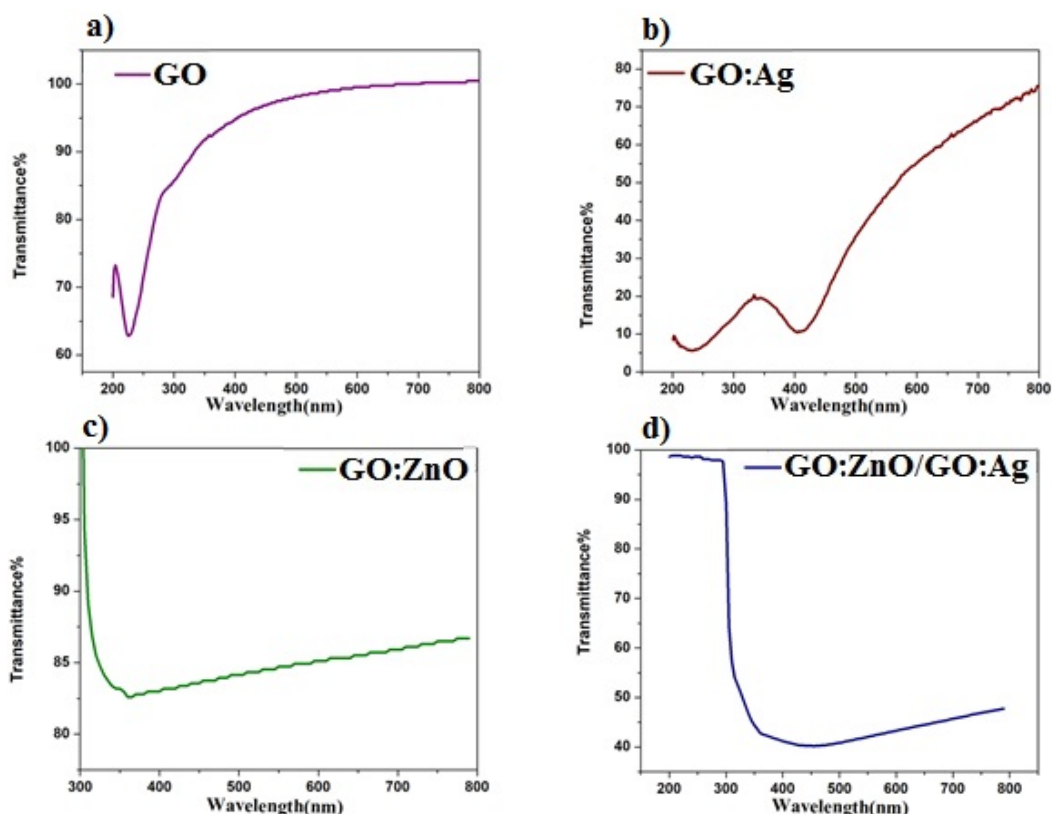 a)
GO
Transmittance%
100
90
80
70
60
200 300 400 500 600 700 800
Wavelength(nm)
b)
GO:Ag
Transmittance%
80
70
60
50
40
30
20
10
0
200 300 400 500 600 700 800
Wavelength(nm)
c)
GO:ZnO
Transmittance%
100
95
90
85
80
300 400 500 600 700 800
Wavelength(nm)
d)
GO:ZnO/GO:Ag
Transmittance%
100
90
80
70
60
50
40
200 300 400 500 600 700 800
Wavelength(nm)